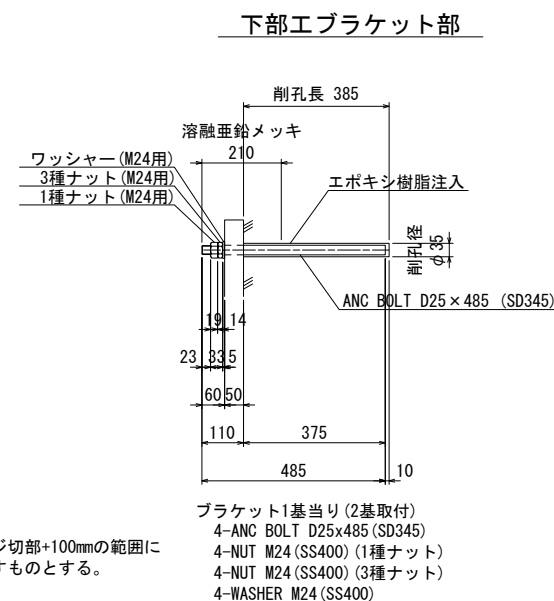 下部エブラケット部
削孔長 385
溶融亜鉛メッキ
210
ワッシャー(M24用)
3種ナット(M24用)
1種ナット(M24用)
エポキシ樹脂注入
削孔径
φ35
ANC BOLT D25×485 (SD345)
19 14
23 33 5
60 50
110 375
485 10
ブラケット1基当り(2基取付)
4-ANC BOLT D25x485(SD345)
4-NUT M24(SS400)(1種ナット)
4-NUT M24(SS400)(3種ナット)
4-WASHER M24(SS400)
ジ切部+100mmの範囲に
すものとする。